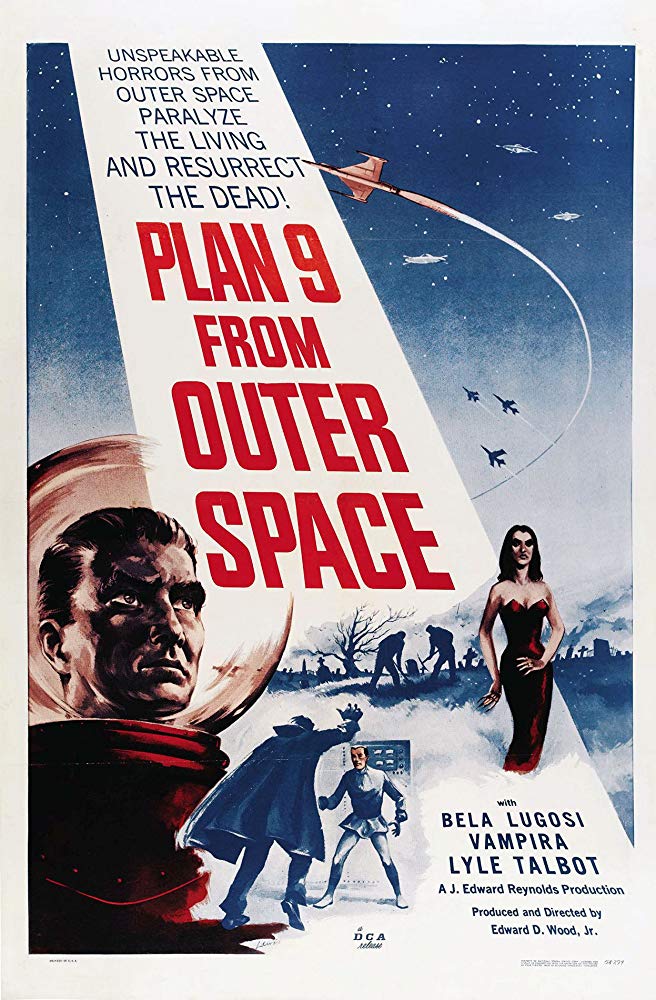 UNSPEAKABLE
HORRORS FROM
OUTER SPACE
PARALYZE
THE LIVING
AND RESURRECT
THE DEAD!
PLAN 9
FROM
OUTER
SPACE
with
BELA LUGOSI
VAMPIRA
LYLE TALBOT
A J. Edward Reynolds Production
Produced and Directed by
Edward D. Wood, Jr.
a
DCA
release